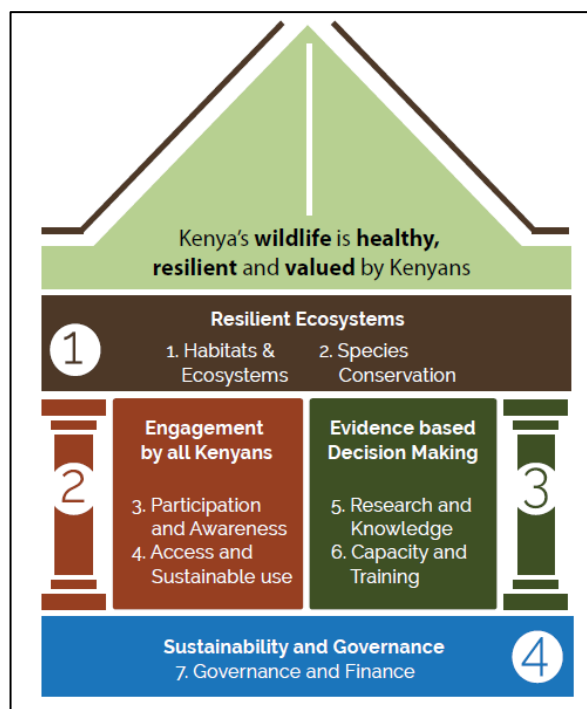 Kenya's wildlife is healthy,
resilient and valued by Kenyans
1
Resilient Ecosystems
1. Habitats &
Ecosystems
2. Species
Conservation
2
Engagement
by all Kenyans
3. Participation
and Awareness
4. Access and
Sustainable use
Evidence based
Decision Making
5. Research and
Knowledge
6. Capacity and
Training
3
Sustainability and Governance
7. Governance and Finance
4